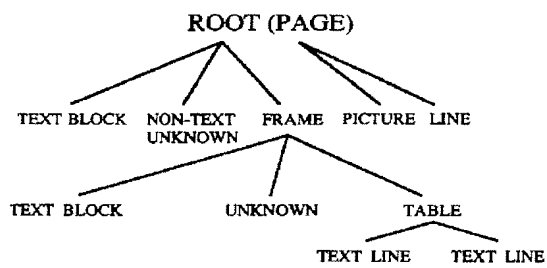 ROOT (PAGE)
TEXT BLOCK NON-TEXT UNKNOWN FRAME PICTURE LINE
TEXT BLOCK UNKNOWN TABLE
TEXT LINE TEXT LINE